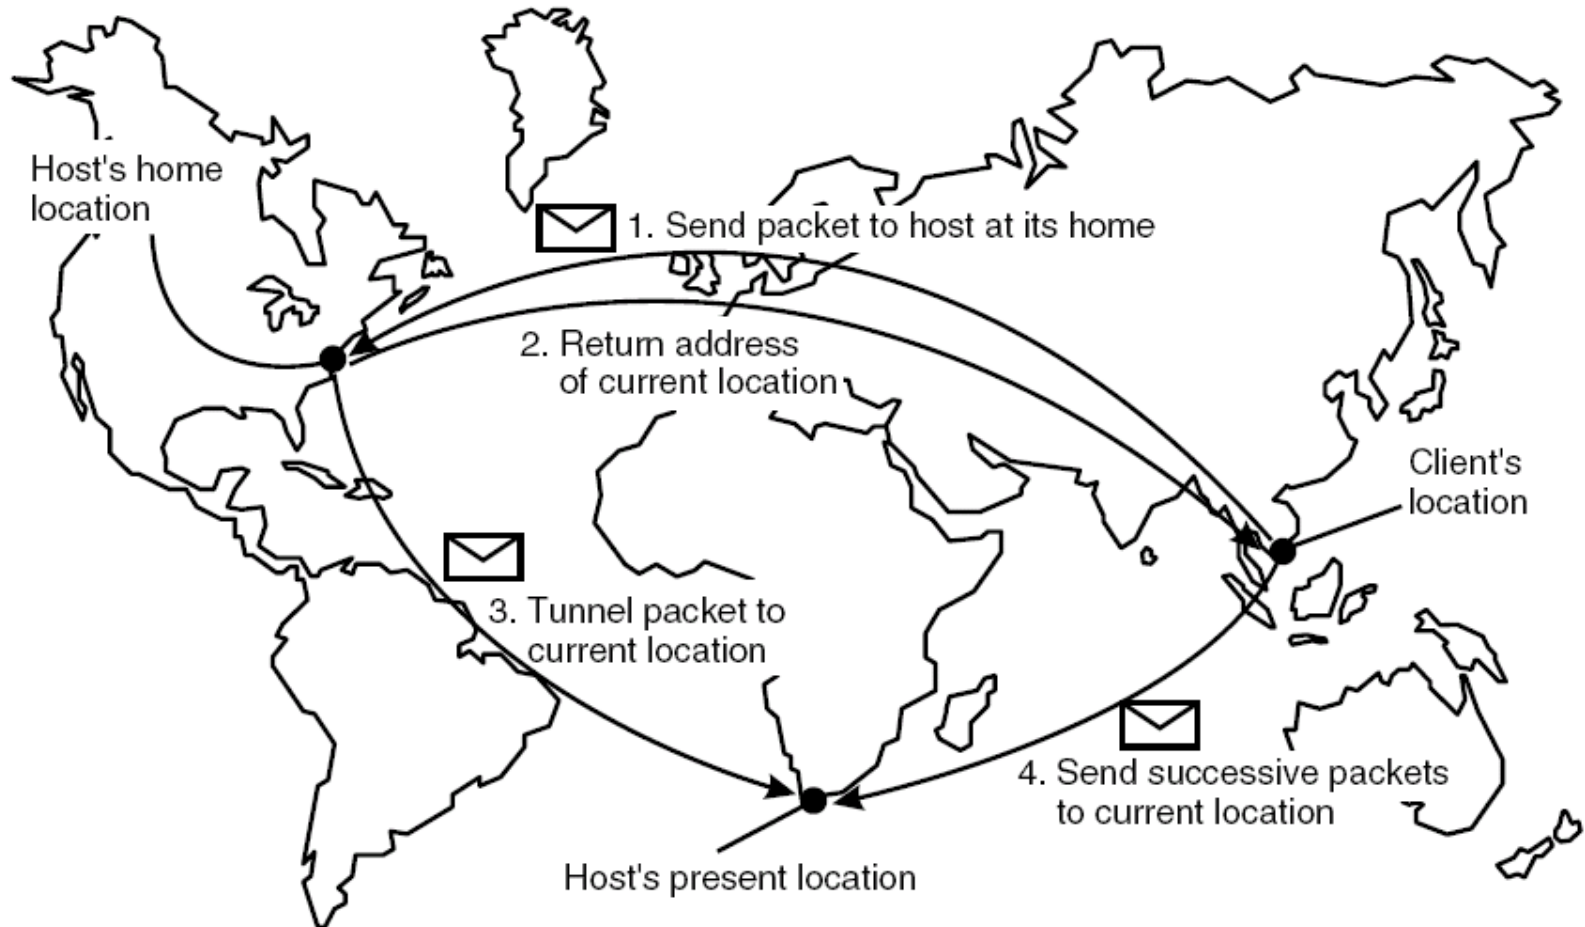 Host's home
location
1. Send packet to host at its home
2. Return address
of current location
Client's
location
3. Tunnel packet to
current location
4. Send successive packets
to current location
Host's present location